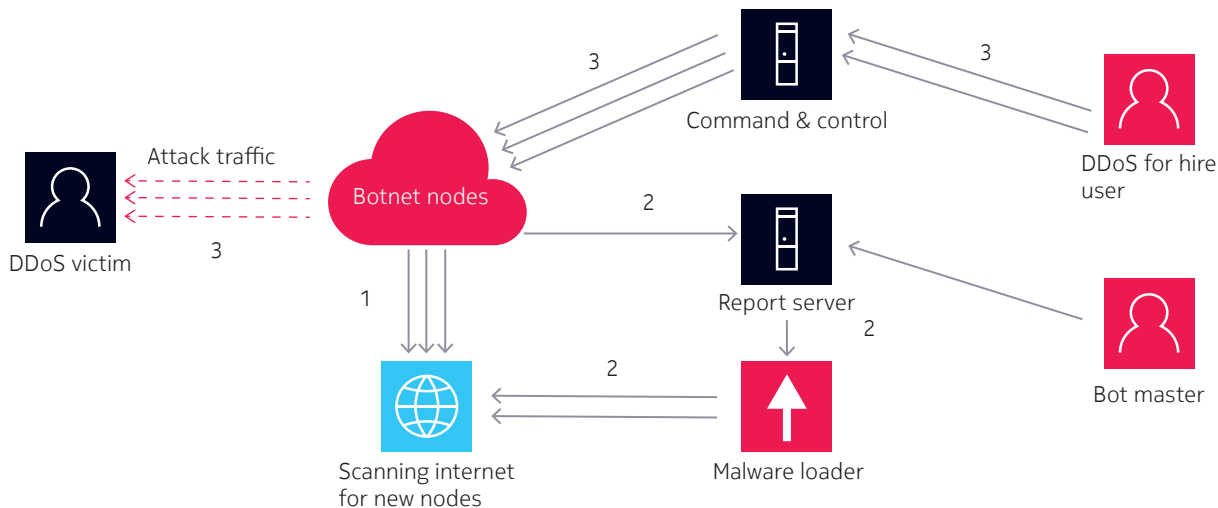 3
3
Command & control
DDoS for hire
user
Attack traffic
Botnet nodes
2
3
DDoS victim
1
Report server
2
2
Bot master
Scanning internet
for new nodes
Malware loader